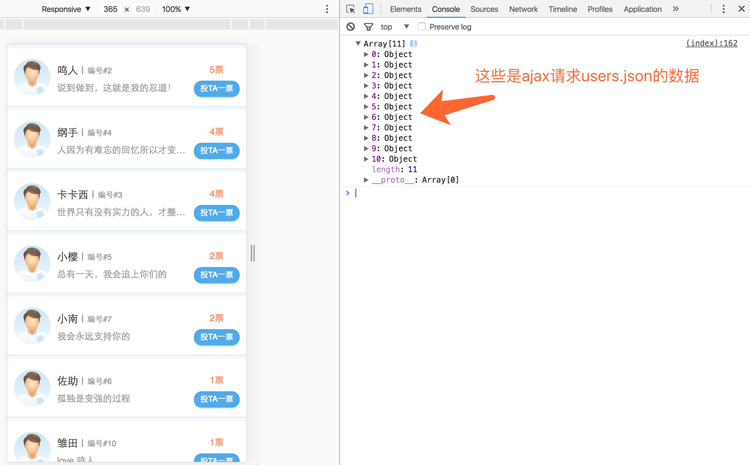 Responsive ▼ 365 × 639 100% ▼
Elements Console Sources Network Timeline Profiles Application »
top ▼ Preserve log
鸣人 | 编号#2
5票
说到做到，这就是我的忍道！
投TA一票
纲手 | 编号#4
4票
人因为有难忘的回忆所以才变...
投TA一票
卡卡西 | 编号#3
4票
世界只有没有实力的人，才整...
投TA一票
小樱 | 编号#5
2票
总有一天，我会追上你们的
投TA一票
小南 | 编号#7
2票
我会永远支持你的
投TA一票
佐助 | 编号#6
1票
孤独是变强的过程
投TA一票
雏田 | 编号#10
1票
love 鸣人
投TA一票
▼ Array[11] i
(index):162
▶ 0: Object
▶ 1: Object
▶ 2: Object
▶ 3: Object
▶ 4: Object
▶ 5: Object
▶ 6: Object
▶ 7: Object
▶ 8: Object
▶ 9: Object
▶ 10: Object
length: 11
▶ __proto__: Array[0]
这些是ajax请求users.json的数据